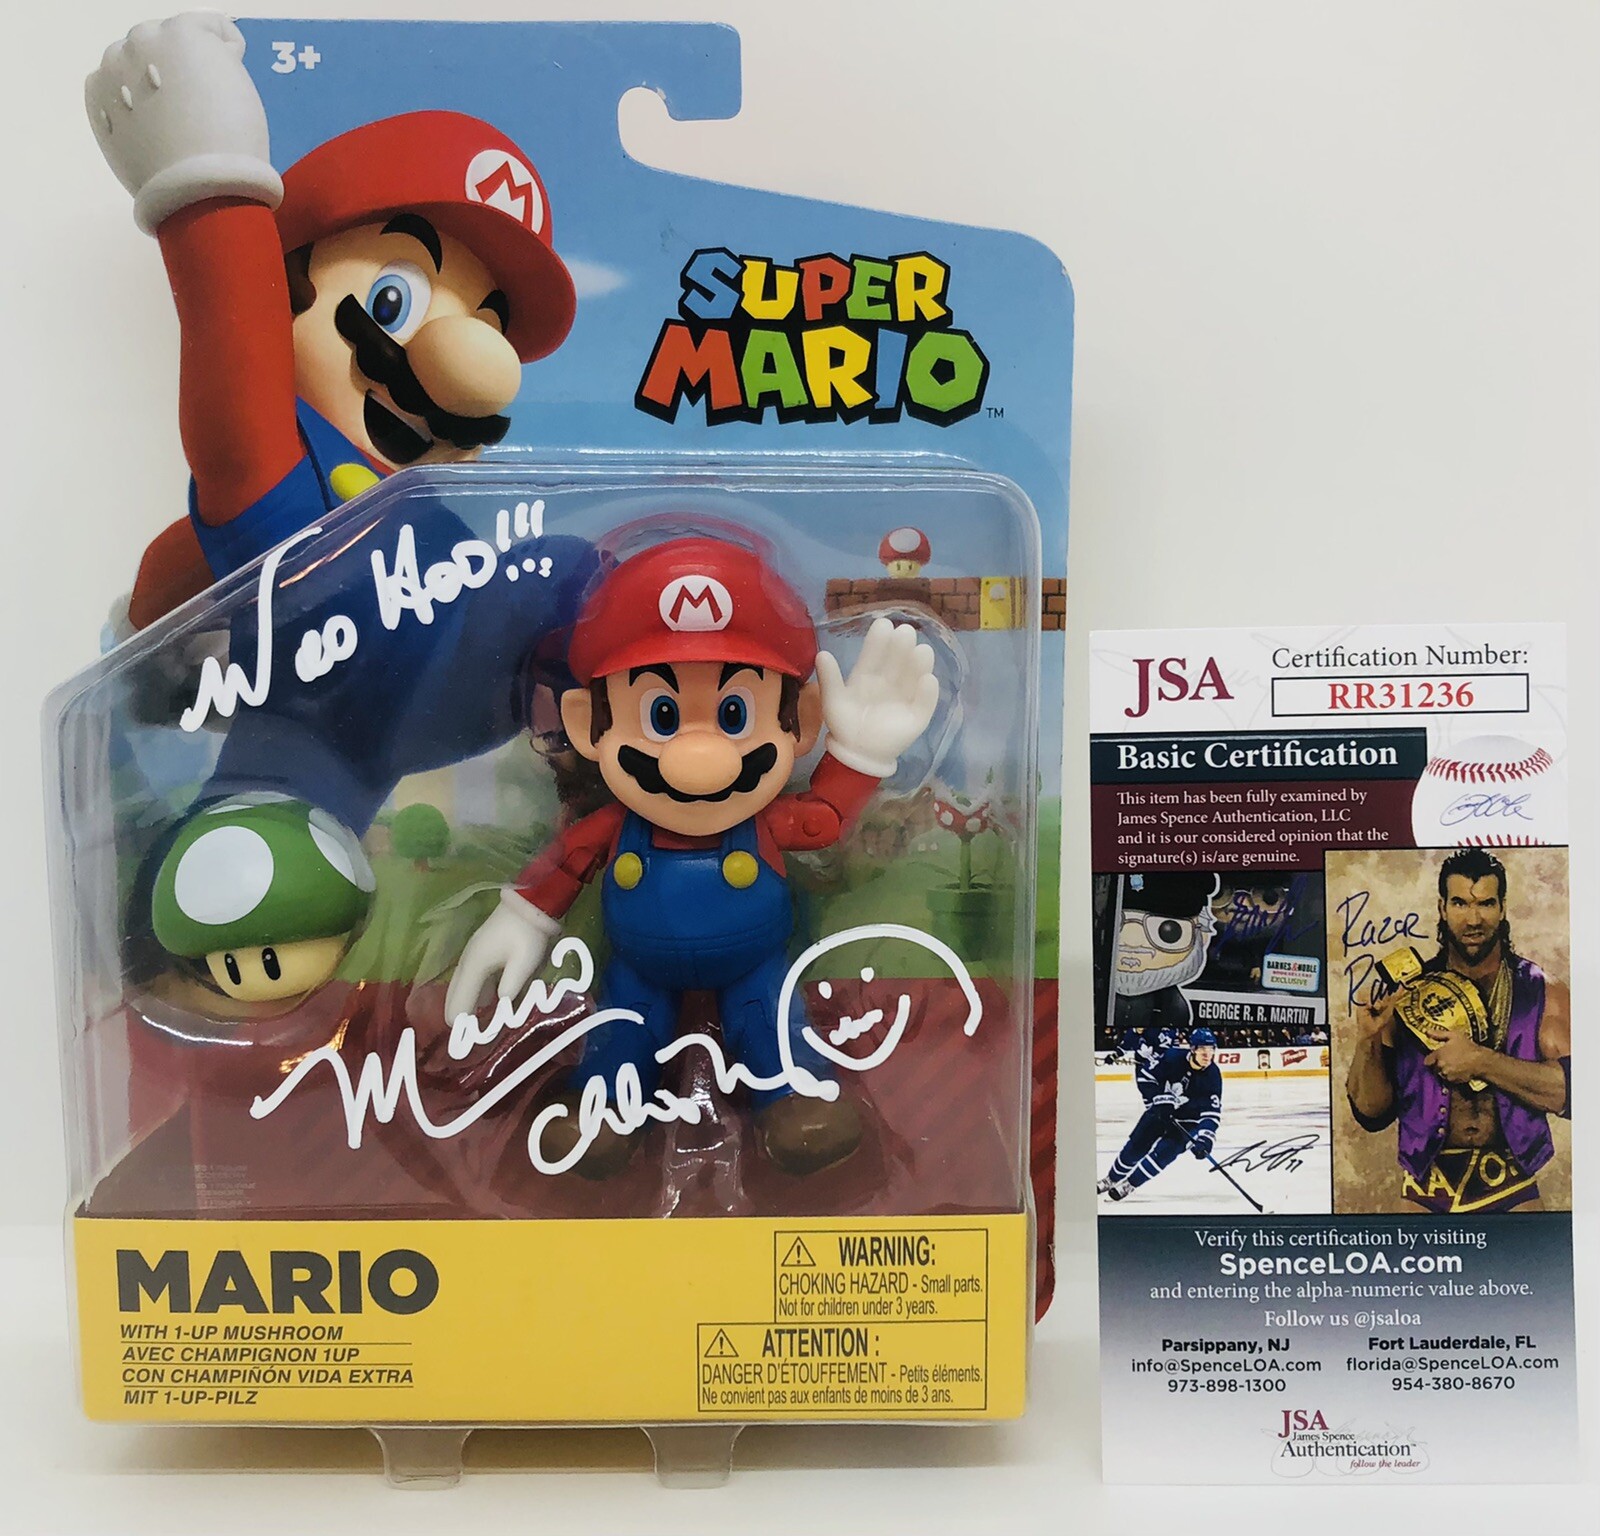 3+
SUPER
MARIO
TM
Woo Hoo!!!
M
M
Mario
MARIO
WITH 1-UP MUSHROOM
AVEC CHAMPIGNON 1UP
CON CHAMPIÑÓN VIDA EXTRA
MIT 1-UP-PILZ
WARNING:
CHOKING HAZARD - Small parts.
Not for children under 3 years.
ATTENTION :
DANGER D'ÉTOUFFEMENT - Petits éléments.
Ne convient pas aux enfants de moins de 3 ans.
JSA
Certification Number:
RR31236
Basic Certification
This item has been fully examined by
James Spence Authentication, LLC
and it is our considered opinion that the
signature(s) is/are genuine.
BARNES & NOBLE
EXCLUSIVE
GEORGE R. R. MARTIN
Razor
Ramon
Verify this certification by visiting
SpenceLOA.com
and entering the alpha-numeric value above.
Follow us @jsaloa
Parsippany, NJ
info@SpenceLOA.com
973-898-1300
Fort Lauderdale, FL
florida@SpenceLOA.com
954-380-8670
JSA
James Spence
Authentication
follow the leader